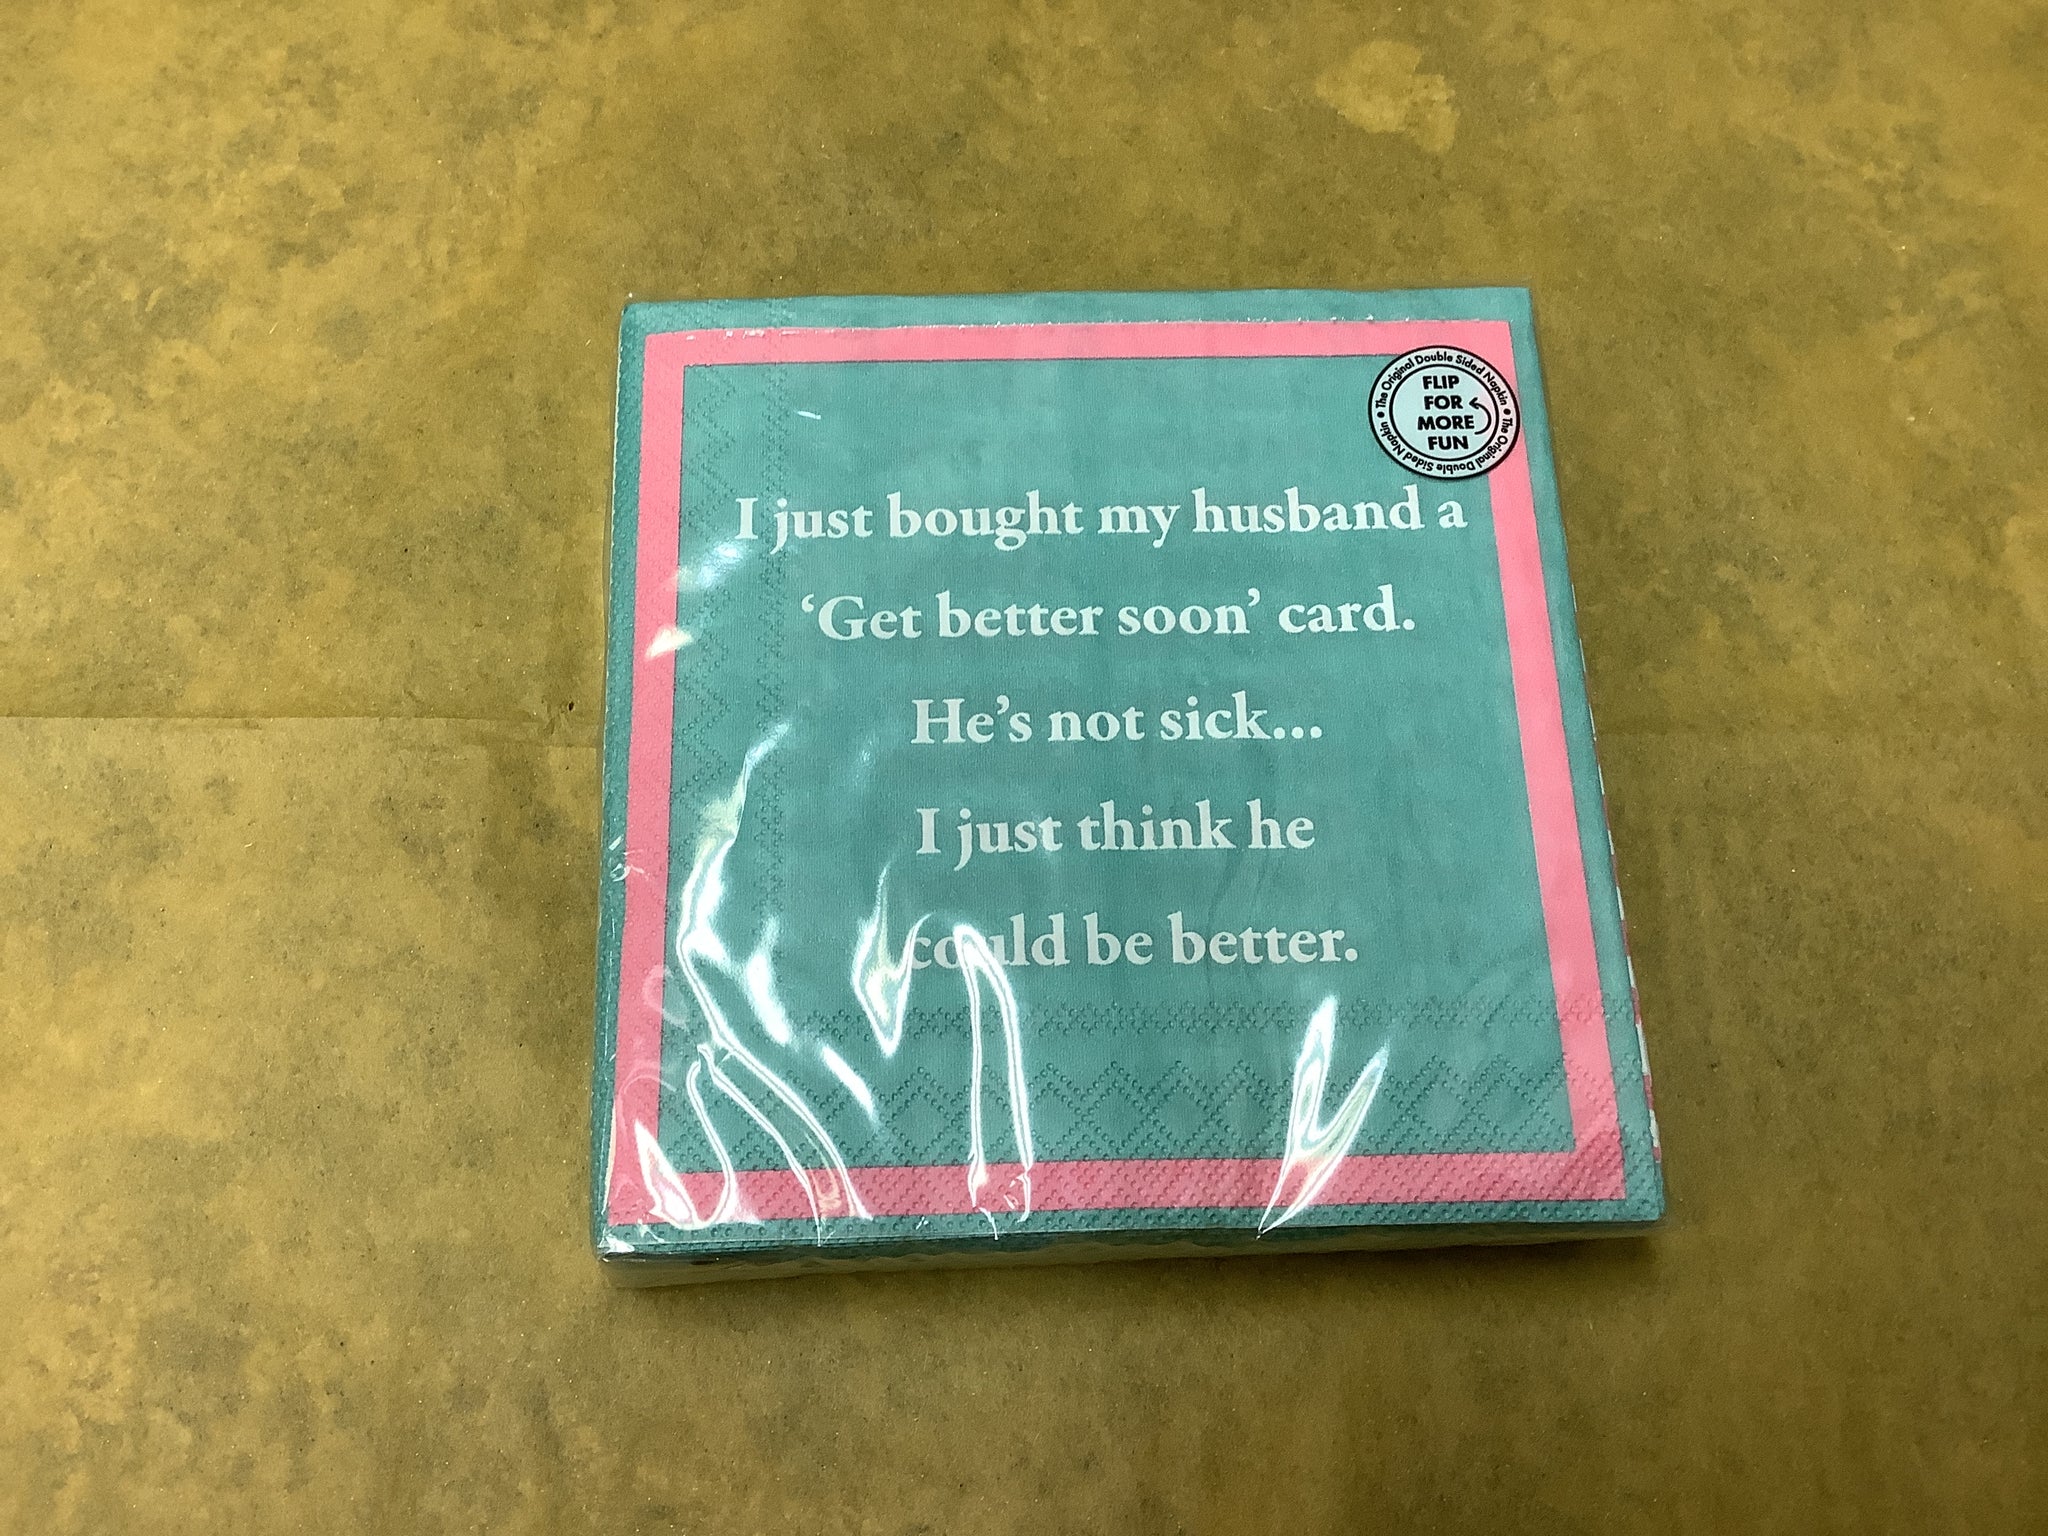 I just bought my husband a
‘Get better soon’ card.
He’s not sick...
I just think he
could be better.
The Original Double Sided Napkin • The Original Double Sided Napkin •
FLIP
FOR
MORE
FUN